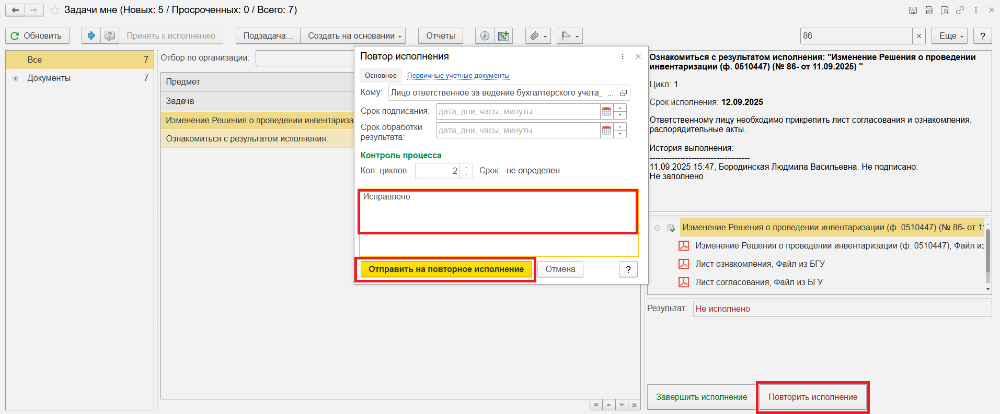 Задачи мне (Новых: 5 / Просроченных: 0 / Всего: 7)
Обновить
Принять к исполнению
Подзадача...
Создать на основании
Отчеты
86
×
Еще
?
Все 7
Документы 7
Отбор по организации:
Предмет
Задача
Изменение Решения о проведении инвентариза
Ознакомиться с результатом исполнения:
Повтор исполнения
Основное
Первичные учетные документы
Кому: Лицо ответственное за ведение бухгалтерского учета_ ...
Срок подписания: дата, дни, часы, минуты
Срок обработки
результата:
дата, дни, часы, минуты
Контроль процесса
Кол. циклов: 2 Срок: не определен
Исправлено
Отправить на повторное исполнение
Отмена
?
Ознакомиться с результатом исполнения: "Изменение Решения о проведении
инвентаризации (ф. 0510447) (№ 86- от 11.09.2025) "
Цикл: 1
Срок исполнения: 12.09.2025
Ответственному лицу необходимо прикрепить лист согласования и ознакомления,
распорядительные акты.
История выполнения:
------------------------------------
11.09.2025 15:47, Бородинская Людмила Васильевна. Не подписано:
Не заполнено
Изменение Решения о проведении инвентаризации (ф. 0510447) (№ 86- от 11
Изменение Решения о проведении инвентаризации (ф. 0510447), Файл из
Лист ознакомления, Файл из БГУ
Лист согласования, Файл из БГУ
Результат: Не исполнено
Завершить исполнение
Повторить исполнение